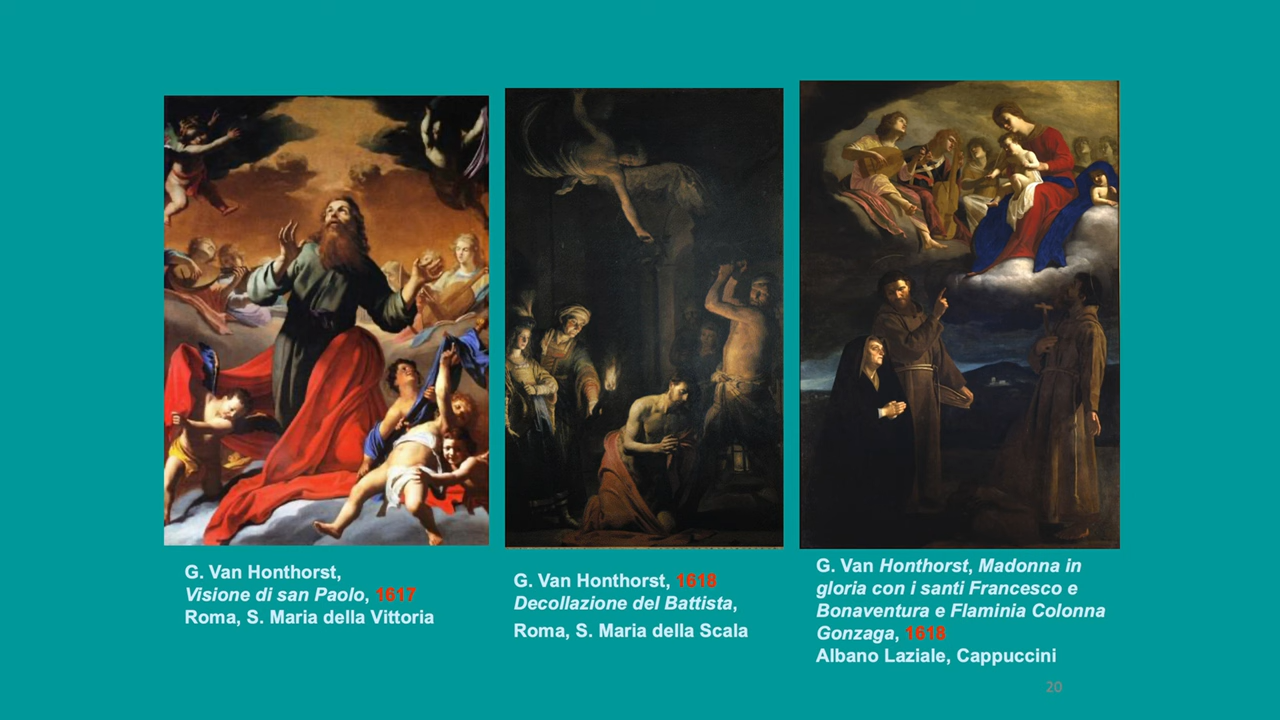 G. Van Honthorst,
Visione di san Paolo, 1617
Roma, S. Maria della Vittoria
G. Van Honthorst, 1618
Decollazione del Battista,
Roma, S. Maria della Scala
G. Van Honthorst, Madonna in
gloria con i santi Francesco e
Bonaventura e Flaminia Colonna
Gonzaga, 1618
Albano Laziale, Cappuccini
20